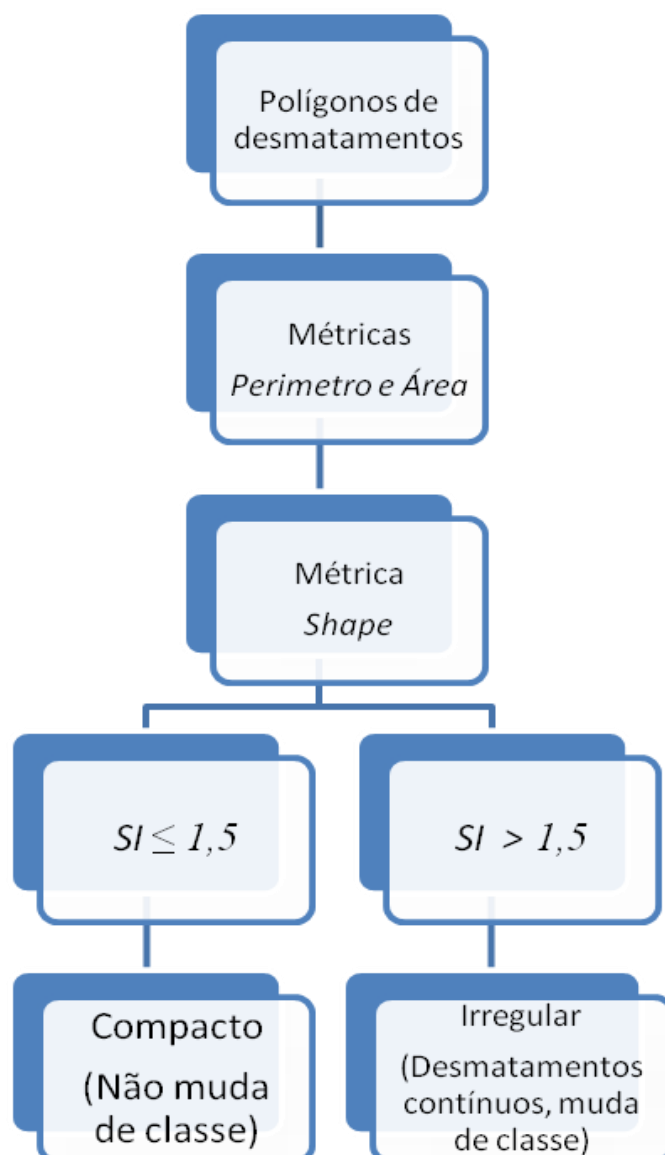 Polígonos de
desmatamentos
Métricas
Perimetro e Área
Métrica
Shape
SI ≤ 1,5
SI > 1,5
Compacto
(Não muda
de classe)
Irregular
(Desmatamentos
contínuos, muda
de classe)